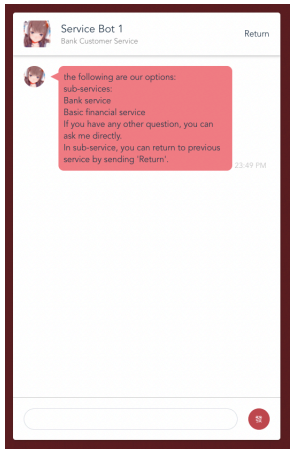 Service Bot 1
Bank Customer Service
Return
the following are our options:
sub-services:
Bank service
Basic financial service
If you have any other question, you can
ask me directly.
In sub-service, you can return to previous
service by sending 'Return'.
23:49 PM